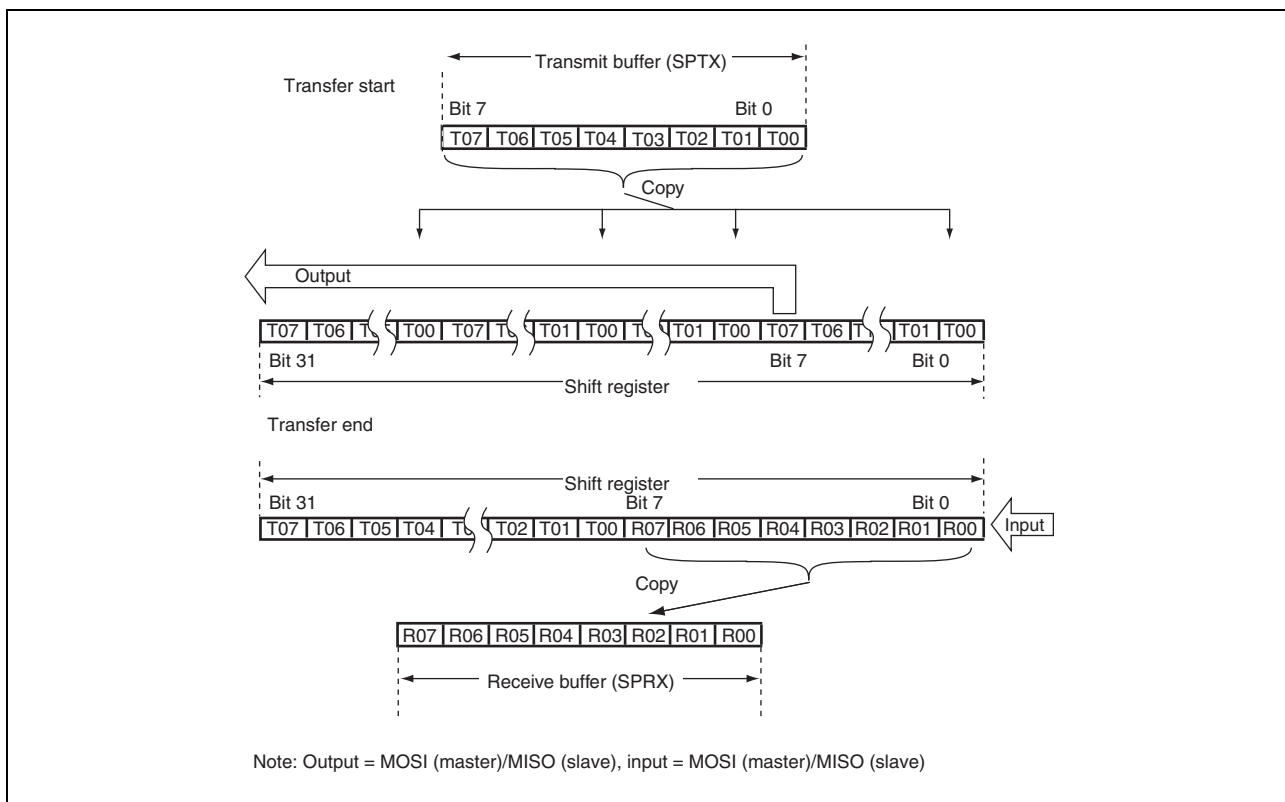 Transmit buffer (SPTX)
Transfer start
Bit 7 Bit 0
T07 T06 T05 T04 T03 T02 T01 T00
Copy
Output
T07 T06 T00 T07 T01 T00 T01 T00 T07 T06 T01 T00
Bit 31 Bit 7 Bit 0
Shift register
Transfer end
Shift register
Bit 31 Bit 7 Bit 0
T07 T06 T05 T04 T02 T01 T00 R07 R06 R05 R04 R03 R02 R01 R00 Input
Copy
R07 R06 R05 R04 R03 R02 R01 R00
Receive buffer (SPRX)
Note: Output = MOSI (master)/MISO (slave), input = MOSI (master)/MISO (slave)